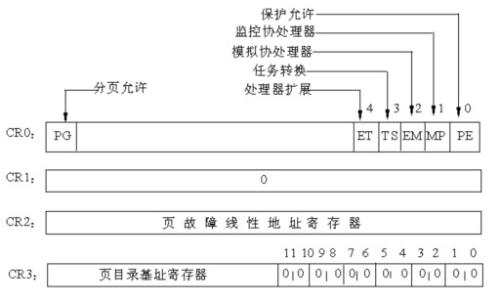 保护允许
监控协处理器
模拟协处理器
任务转换
分页允许
处理器扩展
4 3 2 1 0
CR0: PG ET TS EM MP PE
CR1: 0
CR2: 页故障线性地址寄存器
11 10 9 8 7 6 5 4 3 2 1 0
CR3: 页目录基址寄存器 0 0 0 0 0 0 0 0 0 0 0 0